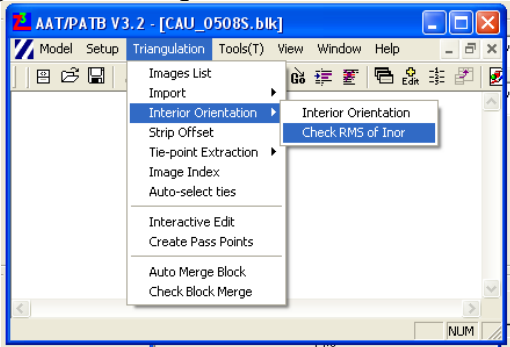 AAT/PATB V3.2 - [CAU_0508S.blk]
Model Setup Triangulation Tools(T) View Window Help
Images List
Import
Interior Orientation
Interior Orientation
Strip Offset
Check RMS of Inor
Tie-point Extraction
Image Index
Auto-select ties
Interactive Edit
Create Pass Points
Auto Merge Block
Check Block Merge
NUM